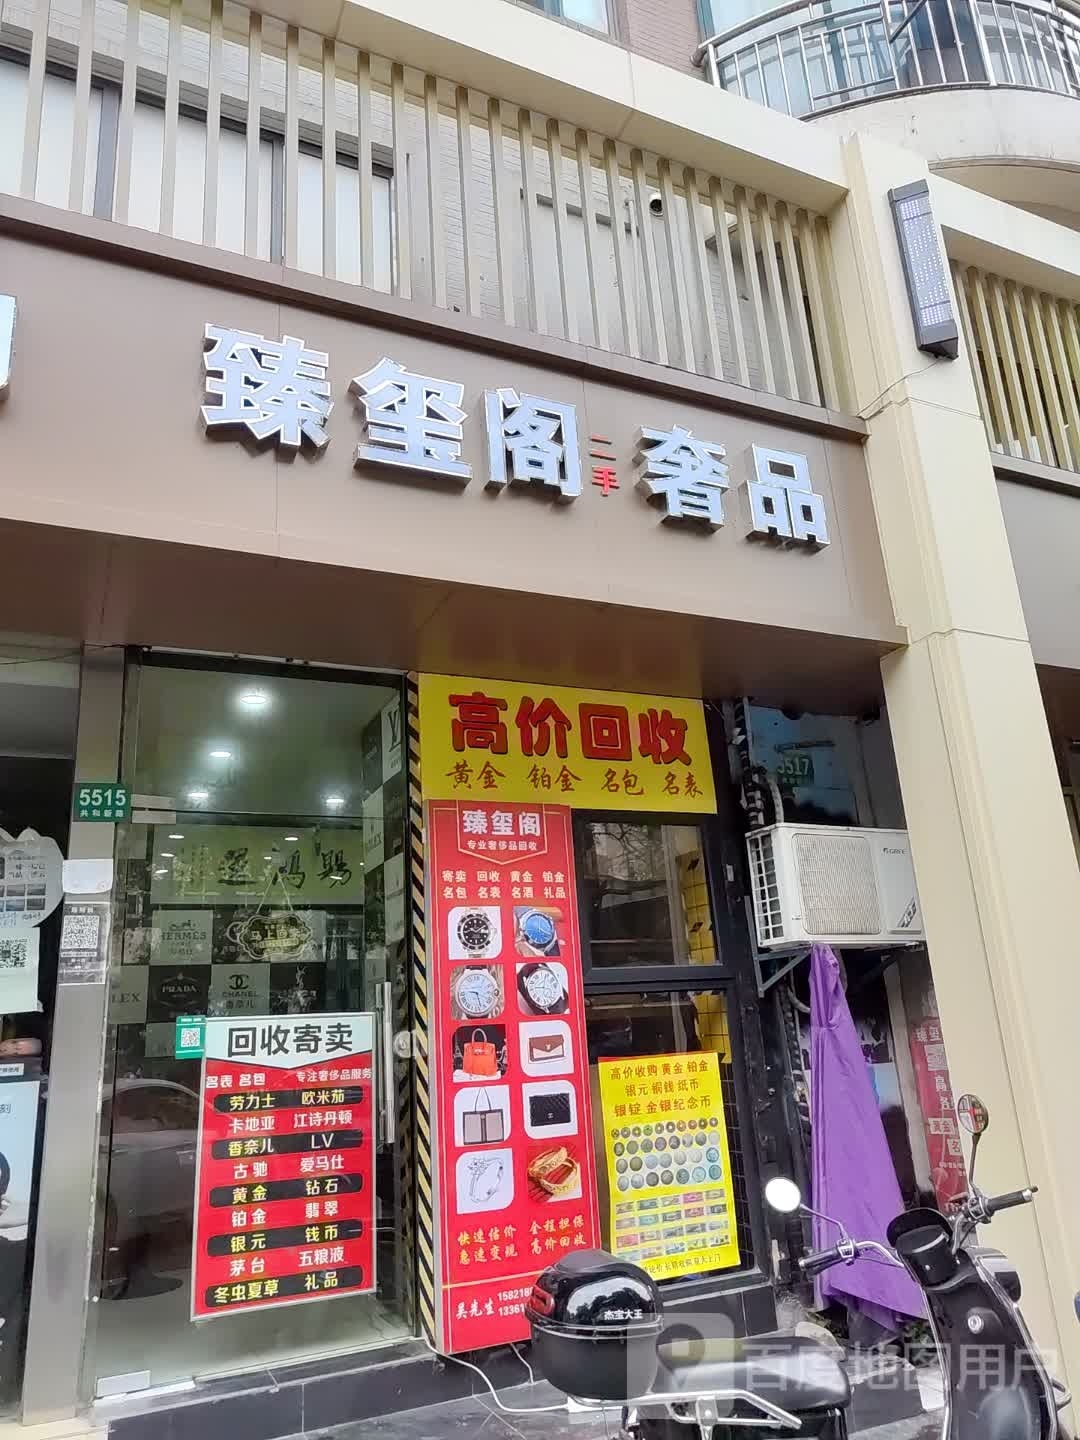 臻玺阁二手奢品
高价回收
黄金 铂金 名包 名表
5515
共和新路
5517
臻玺阁
专业奢侈品回收
寄卖 回收 黄金 铂金
名包 名表 名酒 礼品
快速估价 全程担保
急速变现 高价回收
吴先生
HERMES
PRADA
CHANEL
香奈儿
回收寄卖
名表 名包 专注奢侈品服务
劳力士 欧米茄
卡地亚 江诗丹顿
香奈儿 LV
古驰 爱马仕
黄金 钻石
铂金 翡翠
银元 钱币
茅台 五粮液
冬虫夏草 礼品
高价收购 黄金 铂金
银元 铜钱 纸币
银锭 金银纪念币
GREE
杰宝大王
百度地图用户